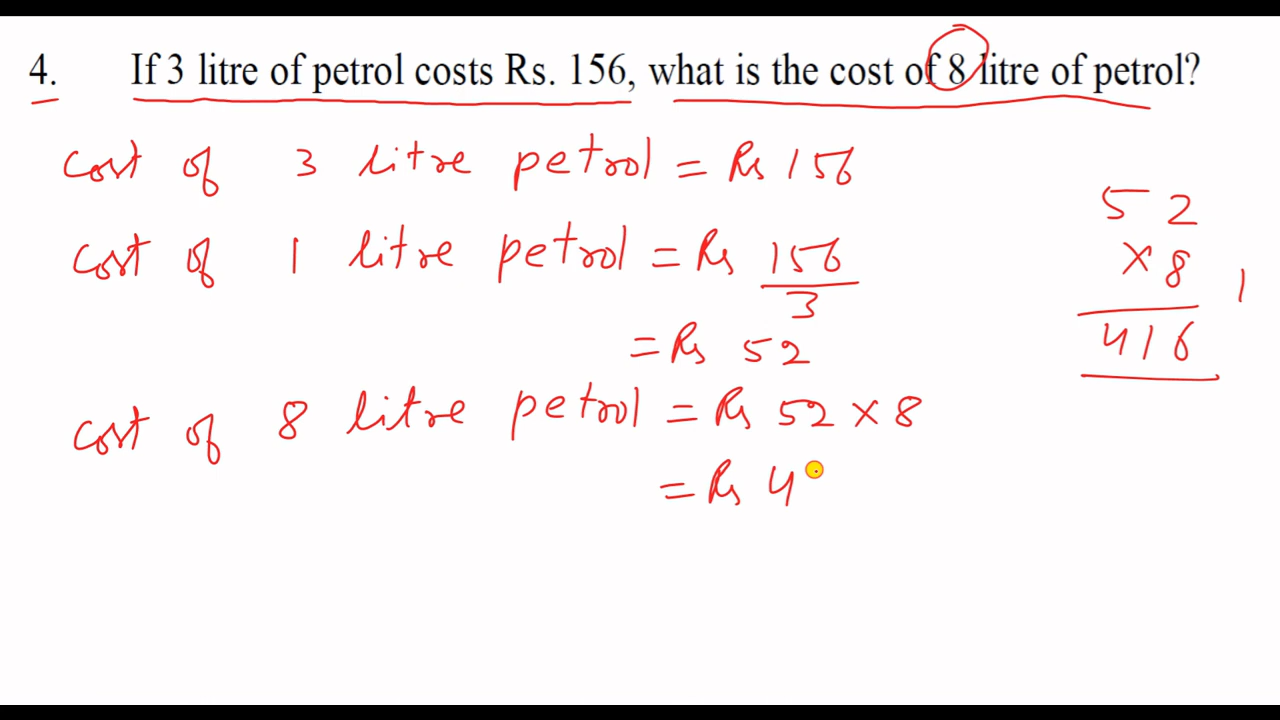 4. If 3 litre of petrol costs Rs. 156, what is the cost of 8 litre of petrol?
cost of 3 litre petrol = Rs 156
cost of 1 litre petrol = Rs 156
3
= Rs 52
cost of 8 litre petrol = Rs 52 × 8
= Rs 4
52
× 8 1
416